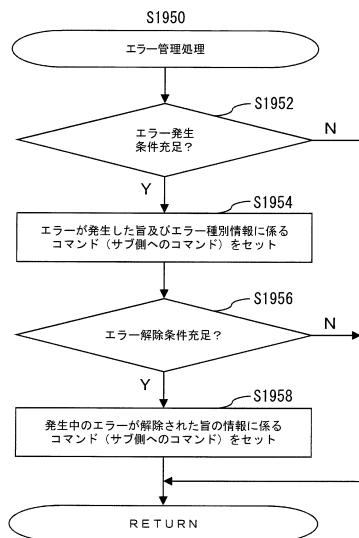 S1950
エラー管理処理
S1952
エラー発生
条件充足？
N
Y
S1954
エラーが発生した旨及びエラー種別情報に係る
コマンド（サブ側へのコマンド）をセット
S1956
エラー解除条件充足？
N
Y
S1958
発生中のエラーが解除された旨の情報に係る
コマンド（サブ側へのコマンド）をセット
RETURN